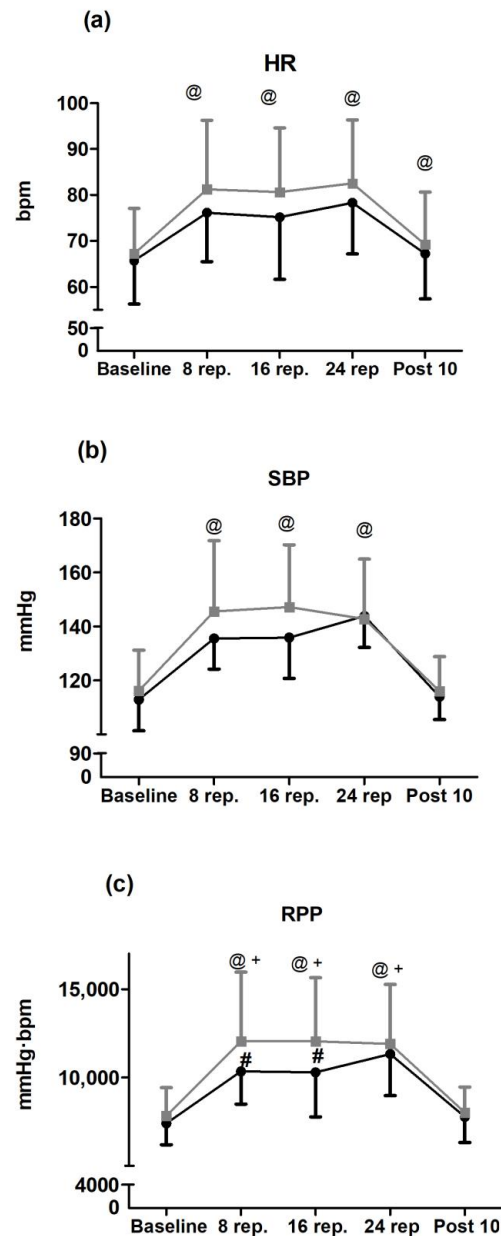 (a)
HR
@ @ @ @
bpm
100
90
80
70
60
50
0
Baseline 8 rep. 16 rep. 24 rep Post 10
(b)
SBP
@ @ @
mmHg
180
160
140
120
90
0
Baseline 8 rep. 16 rep. 24 rep Post 10
(c)
RPP
@ + @ + @ +
mmHg·bpm
15,000
# #
10,000
4000
0
Baseline 8 rep. 16 rep. 24 rep Post 10